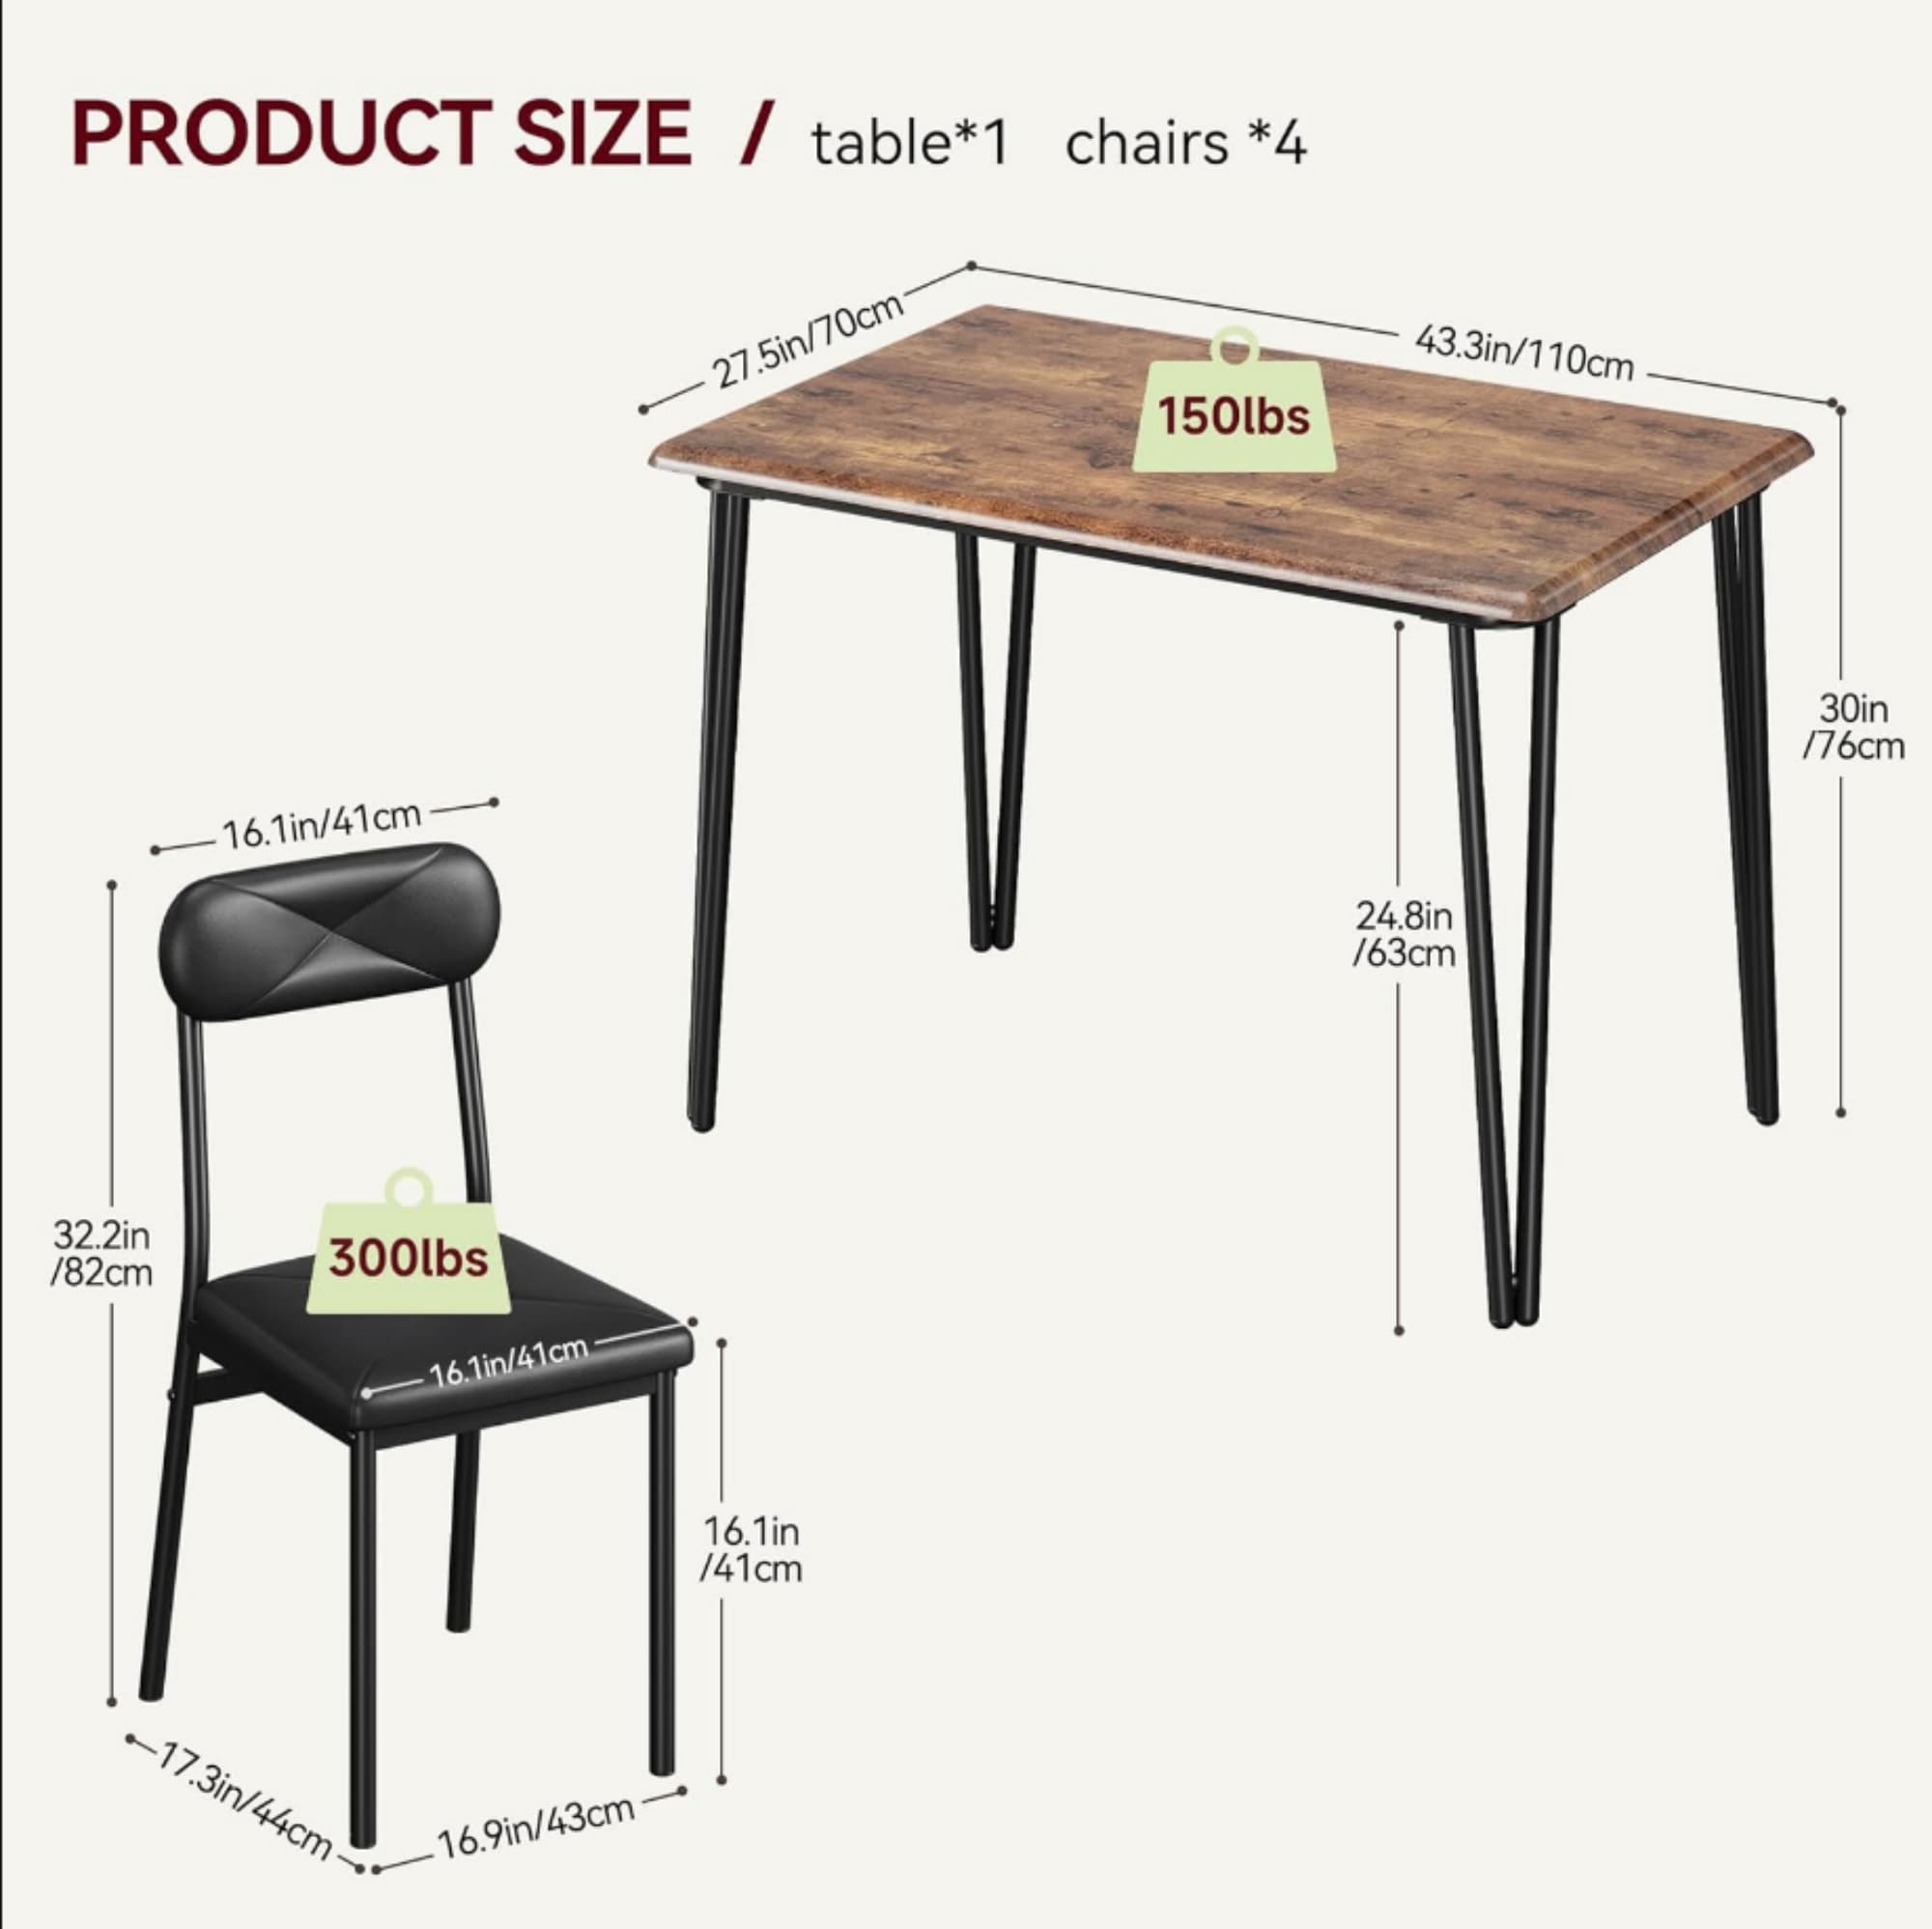 PRODUCT SIZE / table*1 chairs *4
27.5in/70cm
43.3in/110cm
150lbs
30in
/76cm
24.8in
/63cm
16.1in/41cm
32.2in
/82cm
300lbs
16.1in/41cm
16.1in
/41cm
17.3in/44cm
16.9in/43cm